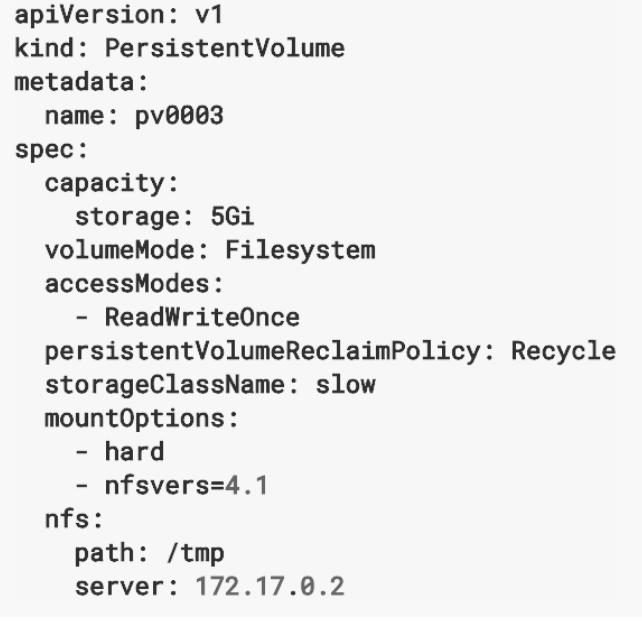 apiVersion: v1
kind: PersistentVolume
metadata:
  name: pv0003
spec:
  capacity:
    storage: 5Gi
  volumeMode: Filesystem
  accessModes:
    - ReadWriteOnce
  persistentVolumeReclaimPolicy: Recycle
  storageClassName: slow
  mountOptions:
    - hard
    - nfsvers=4.1
  nfs:
    path: /tmp
    server: 172.17.0.2